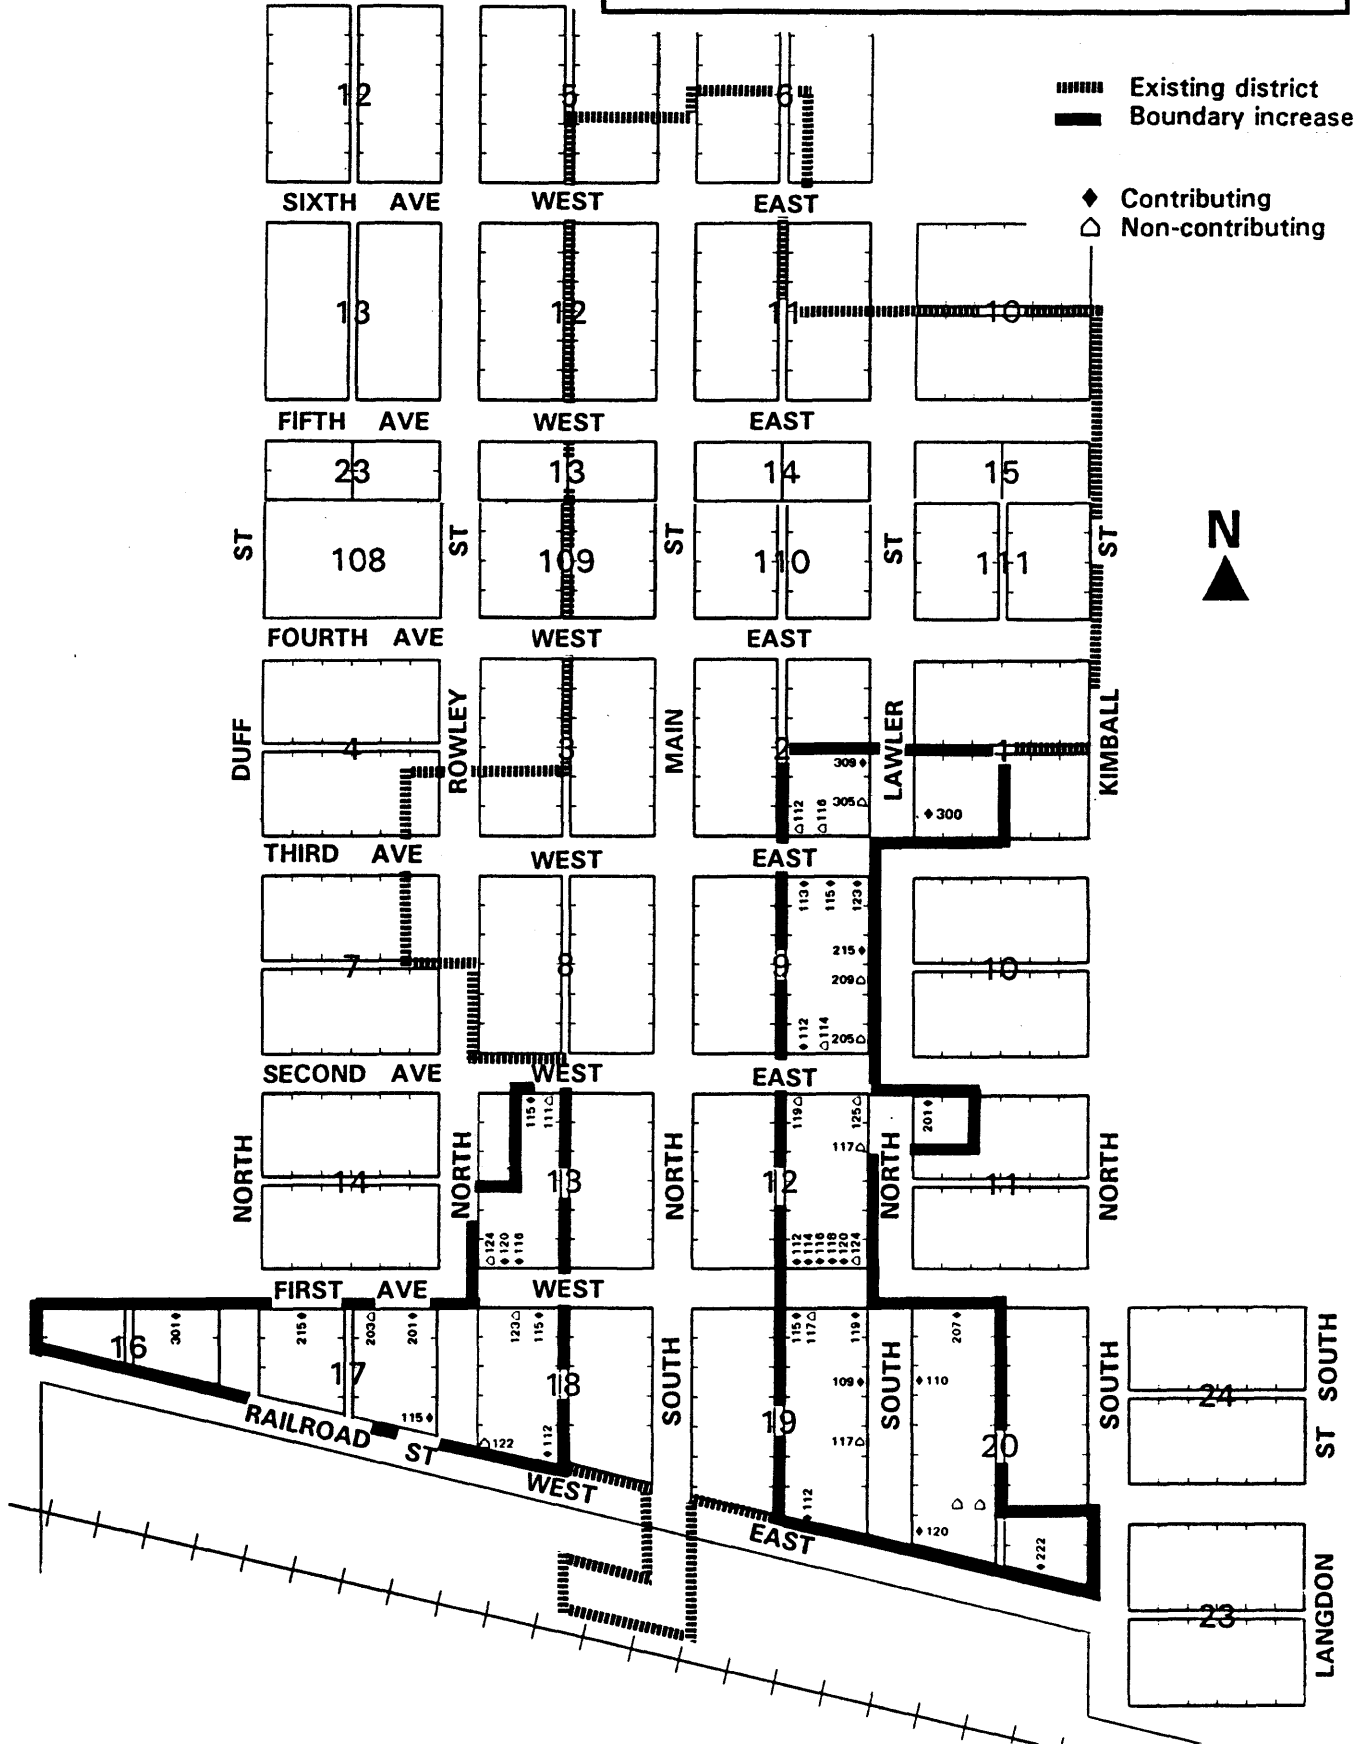 Existing district
Boundary increase
Contributing
Non-contributing
12 5 6
SIXTH AVE WEST EAST
13 12 11 10
FIFTH AVE WEST EAST
23 13 14 15
N
ST ST ST ST ST
108 109 110 111
FOURTH AVE WEST EAST
DUFF ROWLEY MAIN LAWLER KIMBALL
4 3 2 1
309
305
112 116
300
THIRD AVE WEST EAST
113 115 123
215
7 8 9 10
209
112 114 205
SECOND AVE WEST EAST
115 111 119 125 201
117
NORTH NORTH NORTH NORTH NORTH
14 13 12 11
124 120 116
112 114 116 118 120 124
FIRST AVE WEST
301 215 203 201 123 115 115 117 119 207
16 17 18 109 110
SOUTH SOUTH SOUTH SOUTH
24
ST
115 19 117 20
RAILROAD ST 122 112
WEST 112
EAST 120 222
23
LANGDON